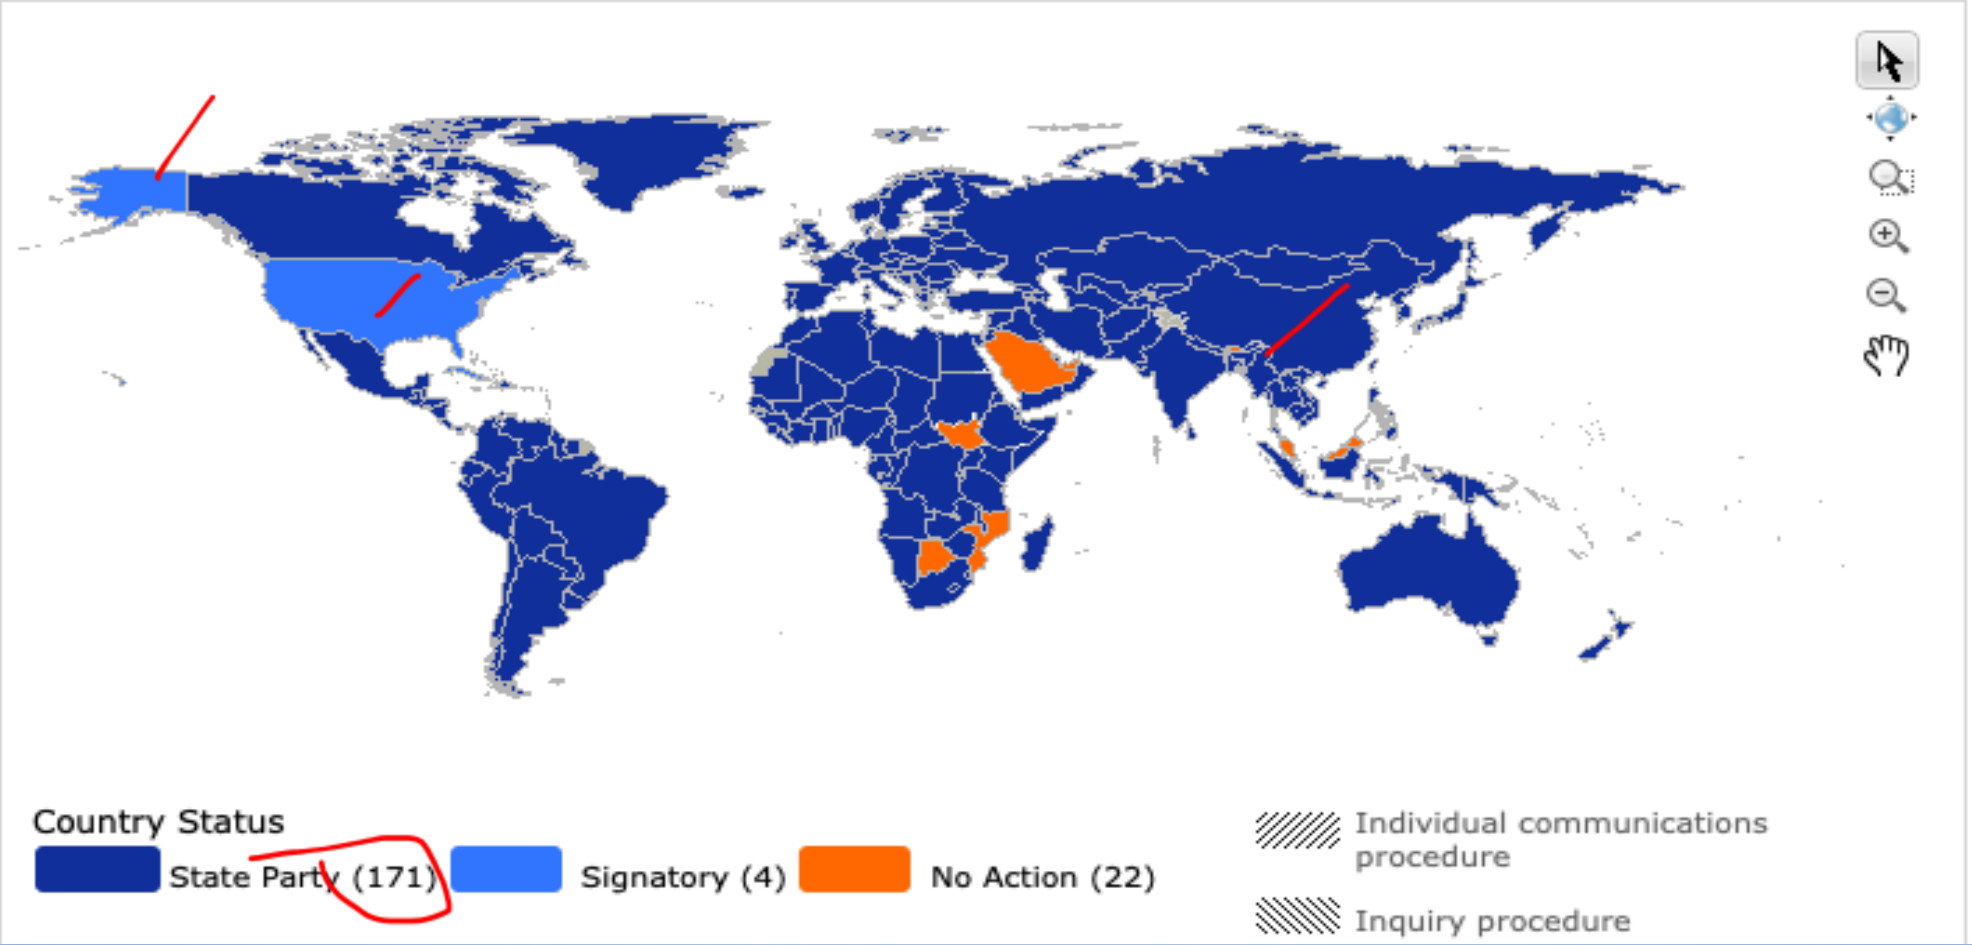 Country Status
State Party (171)
Signatory (4)
No Action (22)
Individual communications
procedure
Inquiry procedure